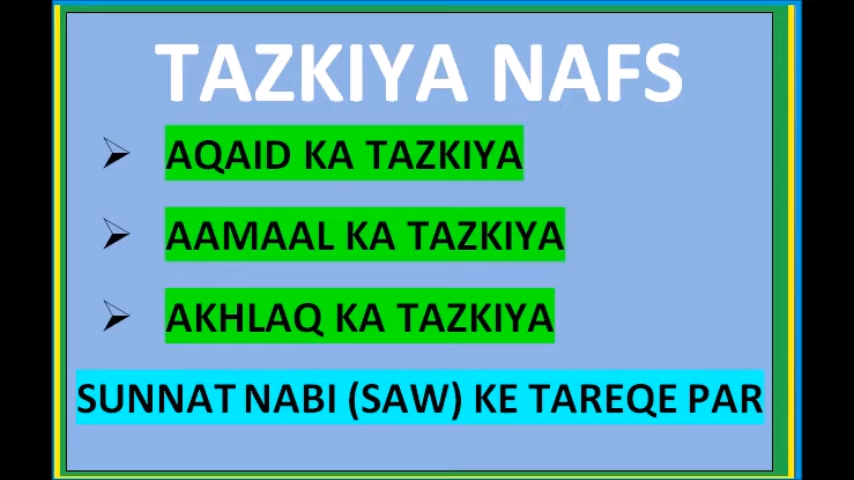 TAZKIYA NAFS
AQAID KA TAZKIYA
AAMAAL KA TAZKIYA
AKHLAQ KA TAZKIYA
SUNNAT NABI (SAW) KE TAREQE PAR